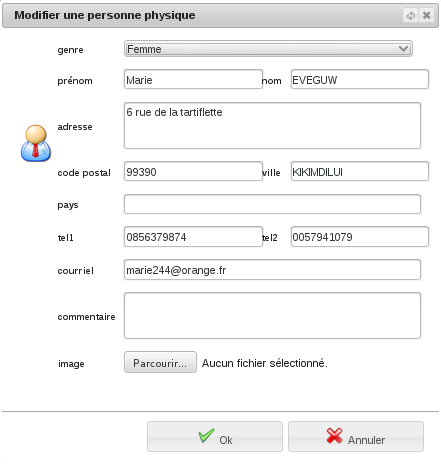 Modifier une personne physique
genre Femme
prénom Marie nom EVEGUW
adresse 6 rue de la tartiflette
code postal 99390 ville KIKIMDILUI
pays
tel1 0856379874 tel2 0057941079
courriel marie244@orange.fr
commentaire
image Parcourir... Aucun fichier sélectionné.
Ok Annuler